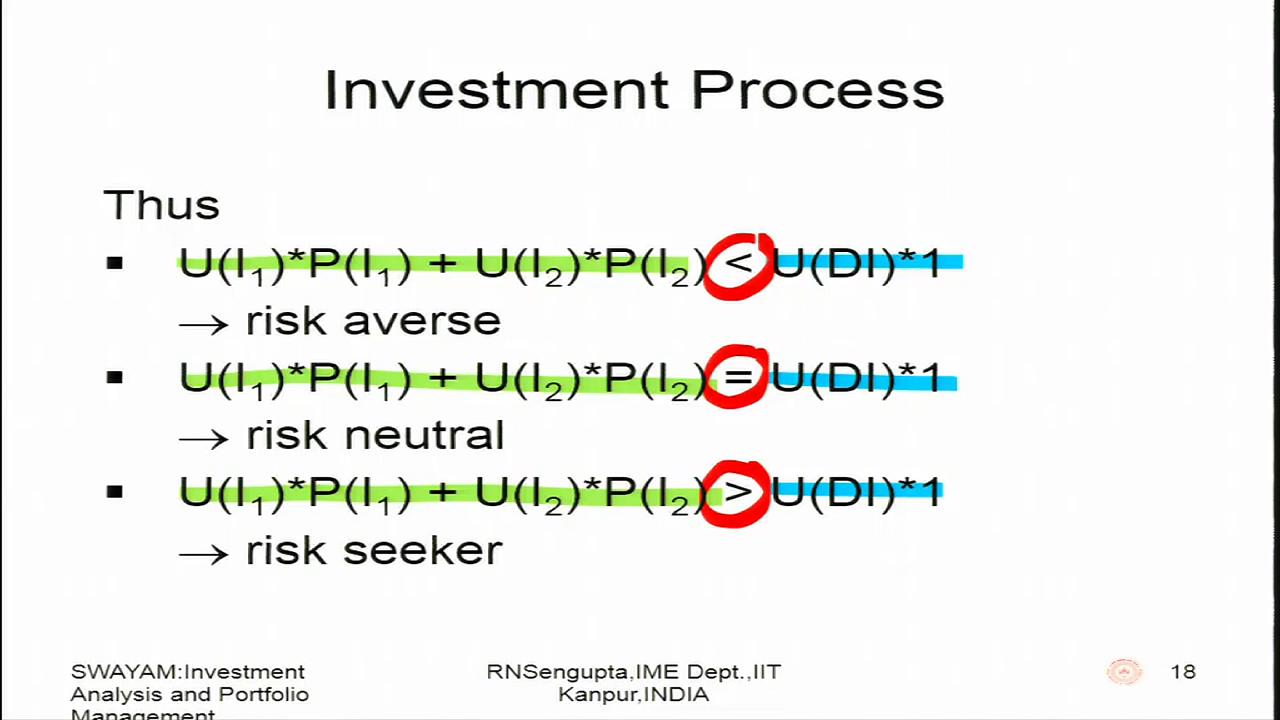 Investment Process
Thus
▪ U(I₁)*P(I₁) + U(I₂)*P(I₂) < U(DI)*1
→ risk averse
▪ U(I₁)*P(I₁) + U(I₂)*P(I₂) = U(DI)*1
→ risk neutral
▪ U(I₁)*P(I₁) + U(I₂)*P(I₂) > U(DI)*1
→ risk seeker
SWAYAM:Investment
Analysis and Portfolio
Management
RNSengupta,IME Dept.,IIT
Kanpur,INDIA
18